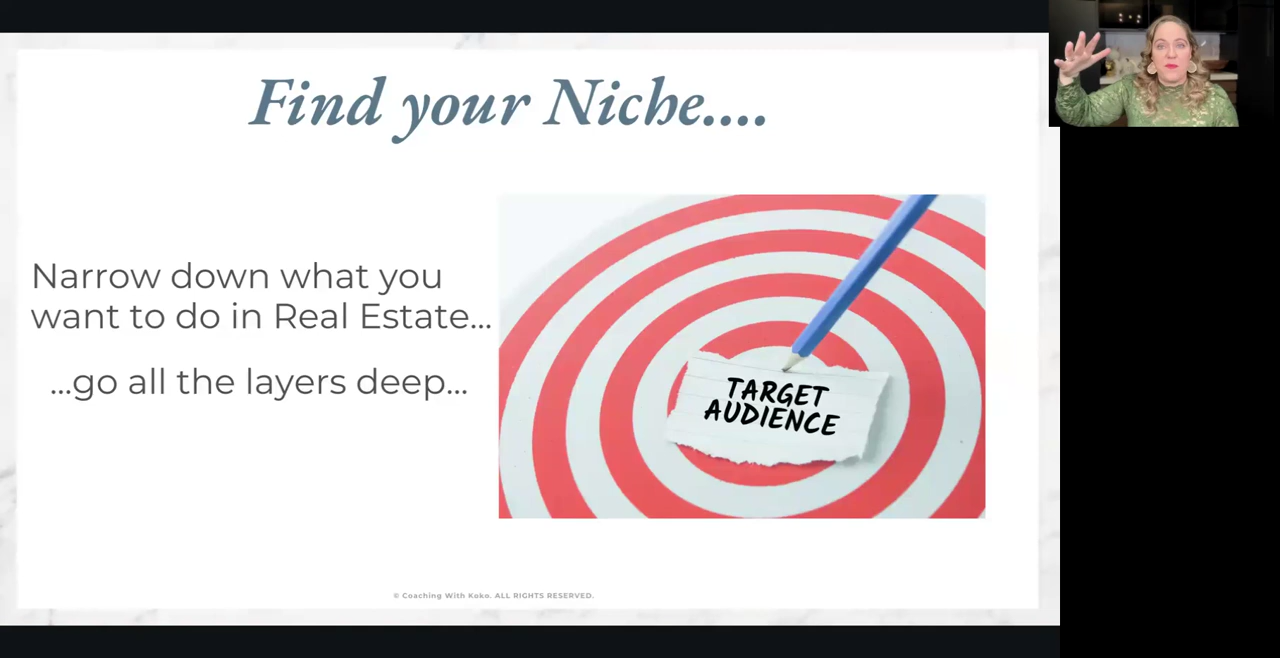 Find your Niche....
Narrow down what you
want to do in Real Estate...
...go all the layers deep...
TARGET
AUDIENCE
© Coaching With Koko. ALL RIGHTS RESERVED.